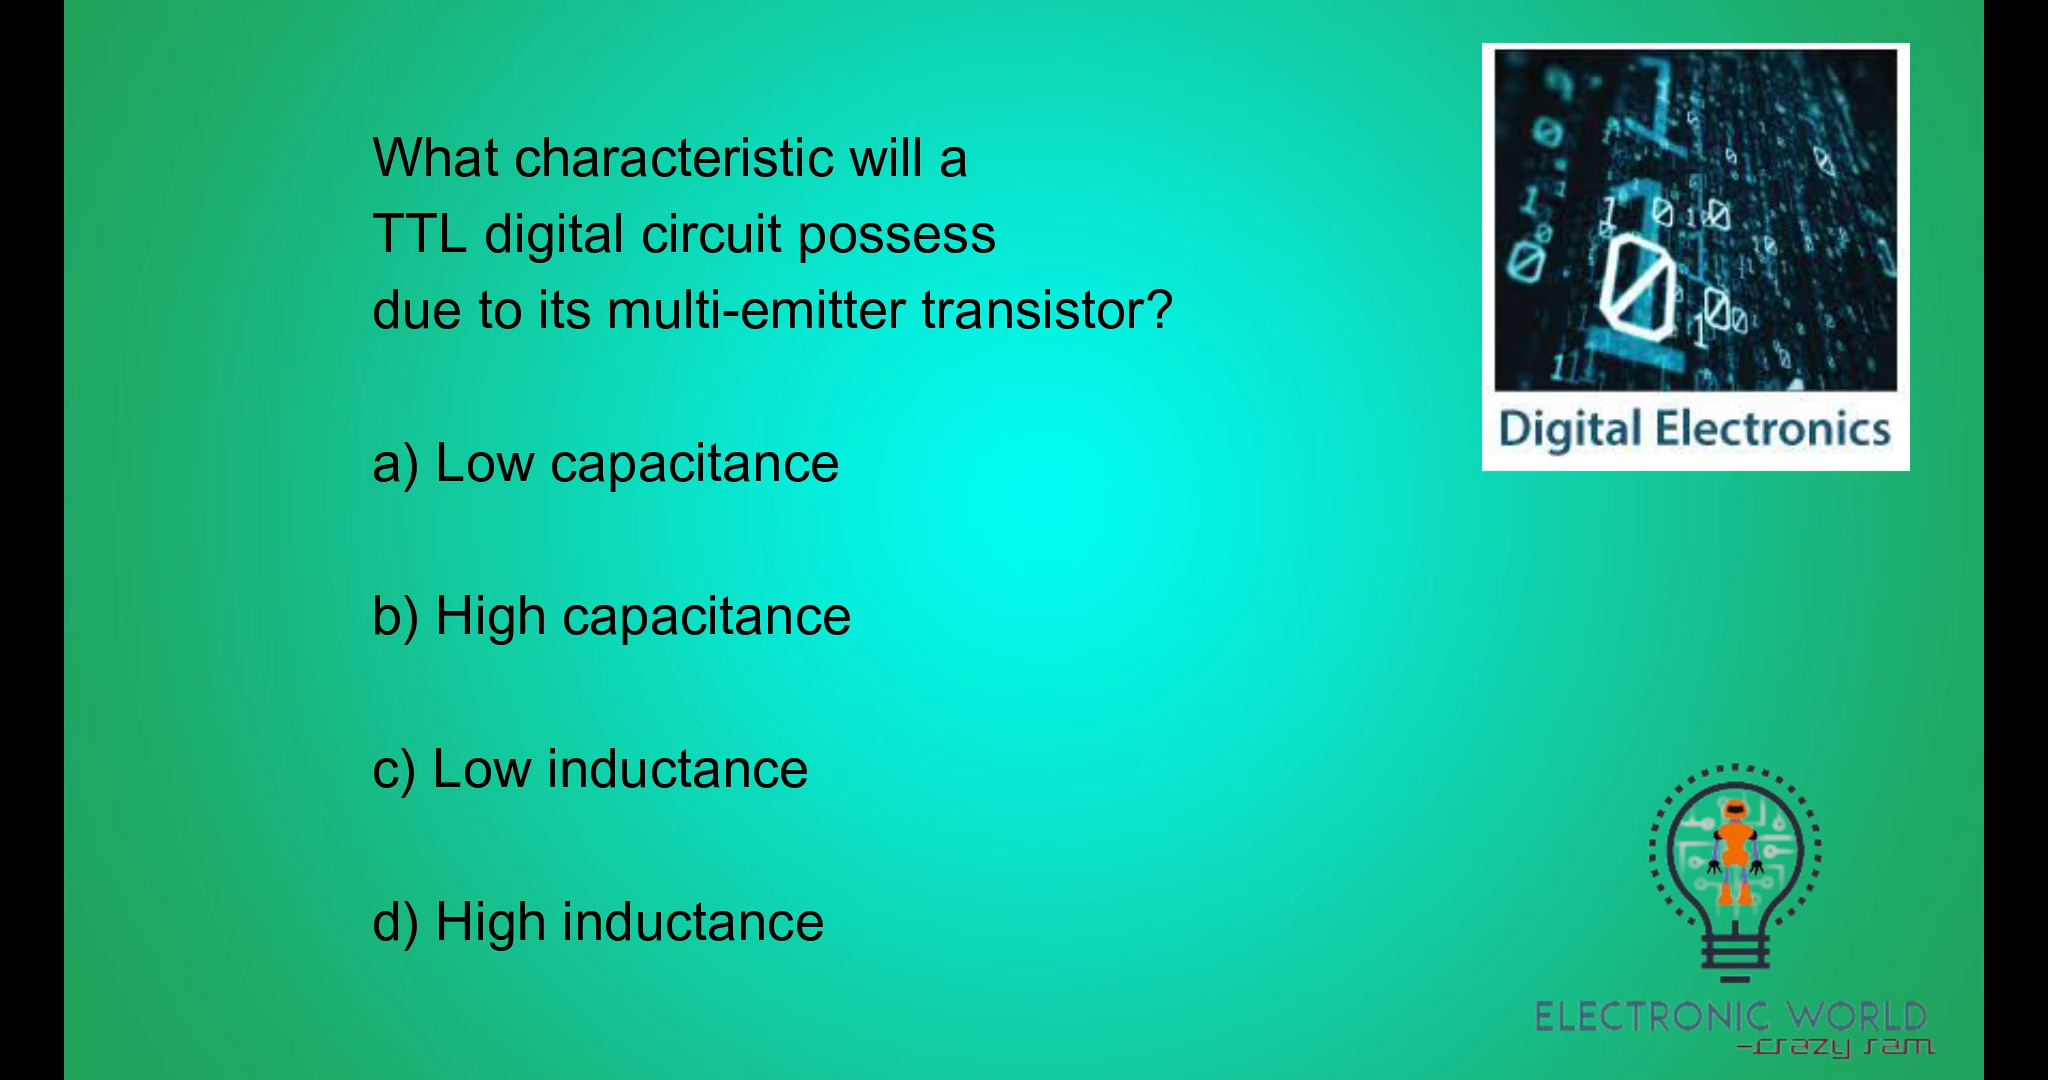 What characteristic will a
TTL digital circuit possess
due to its multi-emitter transistor?
a) Low capacitance
b) High capacitance
c) Low inductance
d) High inductance
Digital Electronics
ELECTRONIC WORLD
-crazy sam